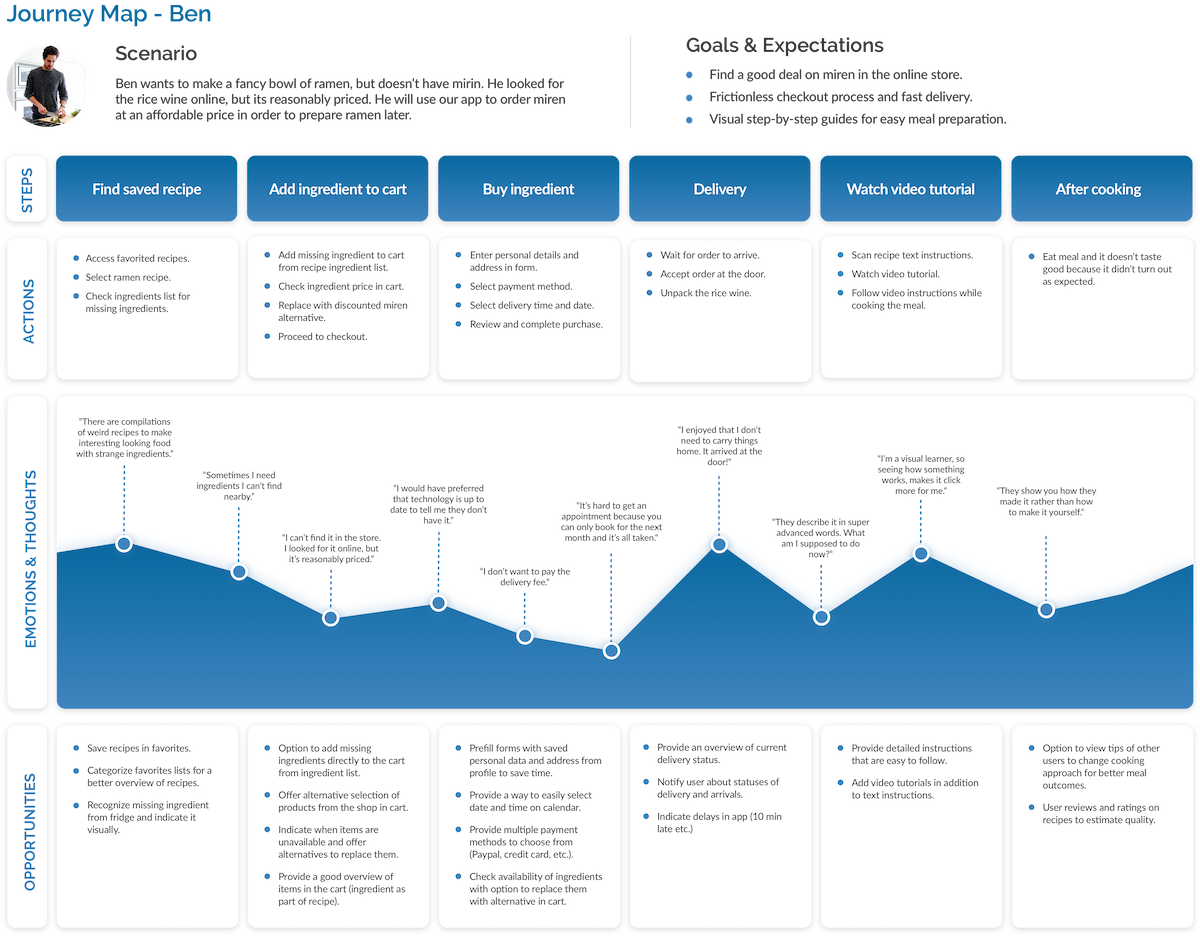 Journey Map - Ben
Scenario
Ben wants to make a fancy bowl of ramen, but doesn't have mirin. He looked for
the rice wine online, but its reasonably priced. He will use our app to order miren
at an affordable price in order to prepare ramen later.
Goals & Expectations
Find a good deal on miren in the online store.
Frictionless checkout process and fast delivery.
Visual step-by-step guides for easy meal preparation.
STEPS
Find saved recipe
Add ingredient to cart
Buy ingredient
Delivery
Watch video tutorial
After cooking
ACTIONS
Access favorited recipes.
Select ramen recipe.
Check ingredients list for
missing ingredients.
Add missing ingredient to cart
from recipe ingredient list.
Check ingredient price in cart.
Replace with discounted miren
alternative.
Proceed to checkout.
Enter personal details and
address in form.
Select payment method.
Select delivery time and date.
Review and complete purchase.
Wait for order to arrive.
Accept order at the door.
Unpack the rice wine.
Scan recipe text instructions.
Watch video tutorial.
Follow video instructions while
cooking the meal.
Eat meal and it doesn't taste
good because it didn't turn out
as expected.
EMOTIONS & THOUGHTS
"There are compilations
of weird recipes to make
interesting looking food
with strange ingredients."
"Sometimes I need
ingredients I can't find
nearby."
"I can't find it in the store.
I looked for it online, but
it's reasonably priced."
"I would have preferred
that technology is up to
date to tell me they don't
have it."
"I don't want to pay the
delivery fee."
"It's hard to get an
appointment because you
can only book for the next
month and it's all taken."
"I enjoyed that I don't
need to carry things
home. It arrived at the
door!"
"They describe it in super
advanced words. What
am I supposed to do
now?"
"I'm a visual learner, so
seeing how something
works, makes it click
more for me."
"They show you how they
made it rather than how
to make it yourself."
OPPORTUNITIES
Save recipes in favorites.
Categorize favorites lists for a
better overview of recipes.
Recognize missing ingredient
from fridge and indicate it
visually.
Option to add missing
ingredients directly to the cart
from ingredient list.
Offer alternative selection of
products from the shop in cart.
Indicate when items are
unavailable and offer
alternatives to replace them.
Provide a good overview of
items in the cart (ingredient as
part of recipe).
Prefill forms with saved
personal data and address from
profile to save time.
Provide a way to easily select
date and time on calendar.
Provide multiple payment
methods to choose from
(Paypal, credit card, etc.).
Check availability of ingredients
with option to replace them
with alternative in cart.
Provide an overview of current
delivery status.
Notify user about statuses of
delivery and arrivals.
Indicate delays in app (10 min
late etc.)
Provide detailed instructions
that are easy to follow.
Add video tutorials in addition
to text instructions.
Option to view tips of other
users to change cooking
approach for better meal
outcomes.
User reviews and ratings on
recipes to estimate quality.